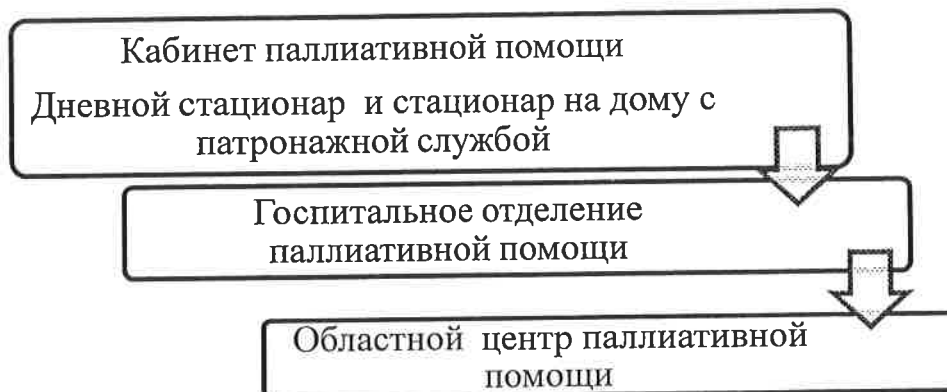 Кабинет паллиативной помощи
Дневной стационар и стационар на дому с
патронажной службой
Госпитальное отделение
паллиативной помощи
Областной центр паллиативной
помощи